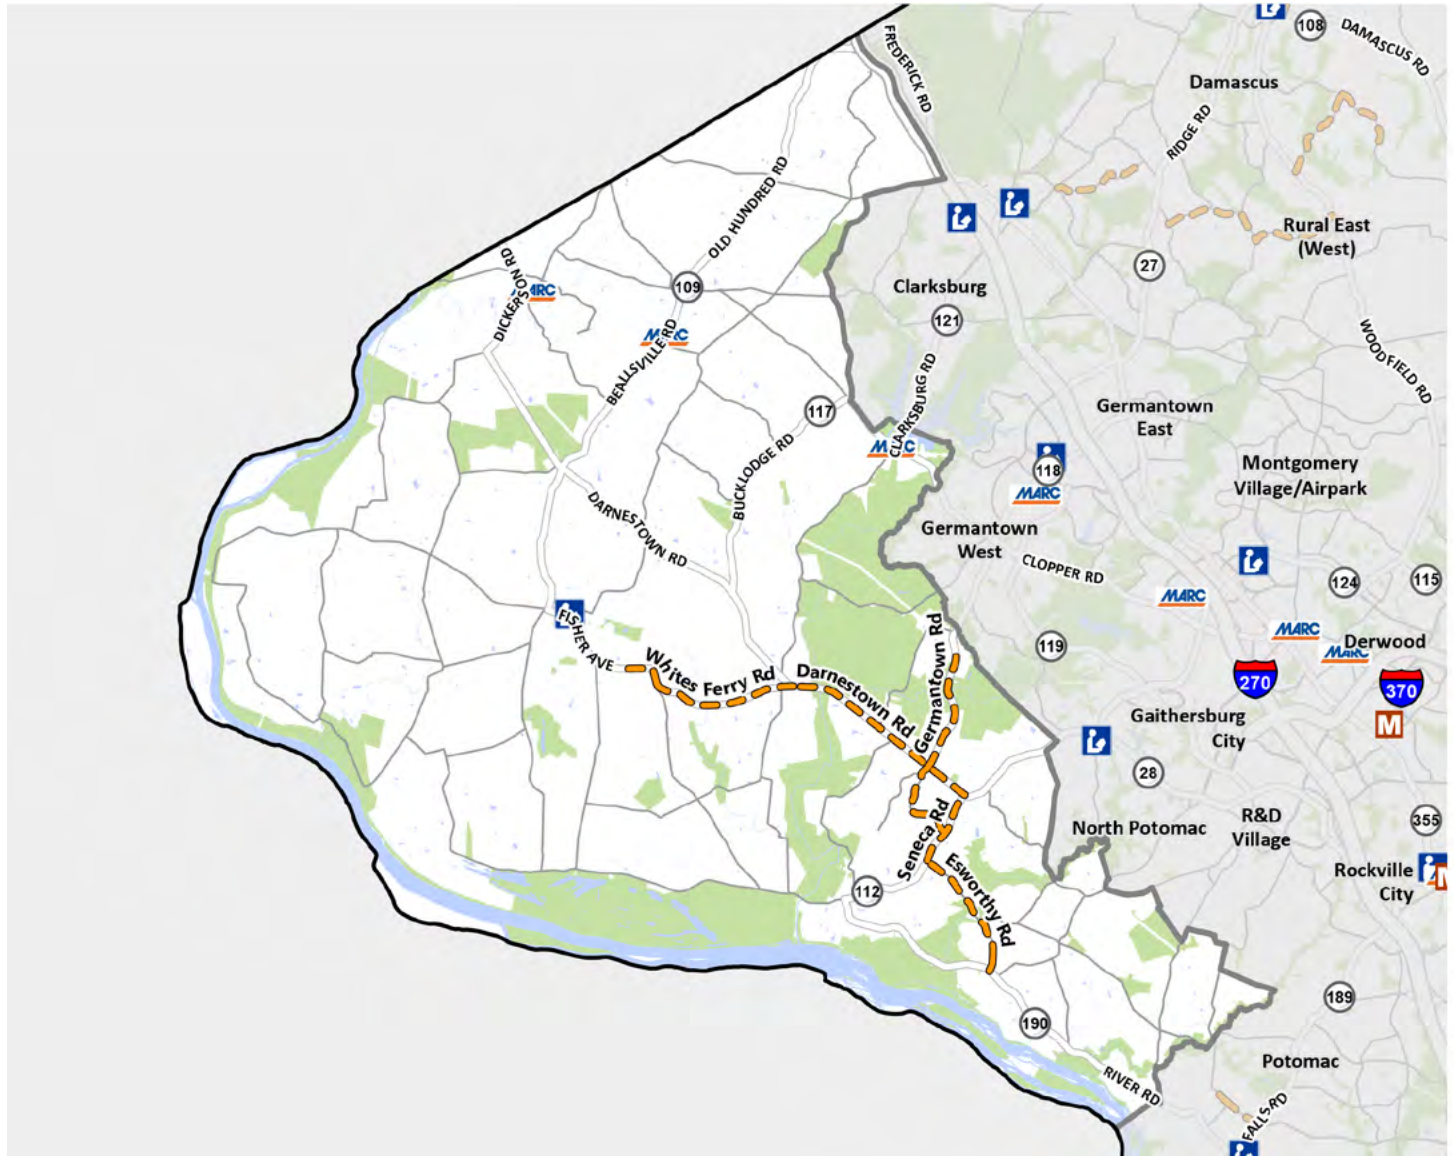 108
DAMASCUS RD
FREDERICK RD
Damascus
RIDGE RD
OLD HUNDRED RD
Rural East
(West)
DICKERSON RD
MARC
109
27
Clarksburg
121
MARC
BEALLSVILLE RD
WOODFIELD RD
CLARKSBURG RD
117
Germantown
East
BUCKLODGE RD
MARC
118
MARC
Montgomery
Village/Airpark
DARNESTOWN RD
Germantown
West
CLOPPER RD
124
115
MARC
FISHER AVE
MARC
Derwood
MARC
119
Whites Ferry Rd
Darnestown Rd
Germantown Rd
270
370
M
Gaithersburg
City
28
R&D
Village
North Potomac
355
Seneca Rd
Esworthy Rd
112
Rockville
City
M
189
190
Potomac
RIVER RD
FALLS RD